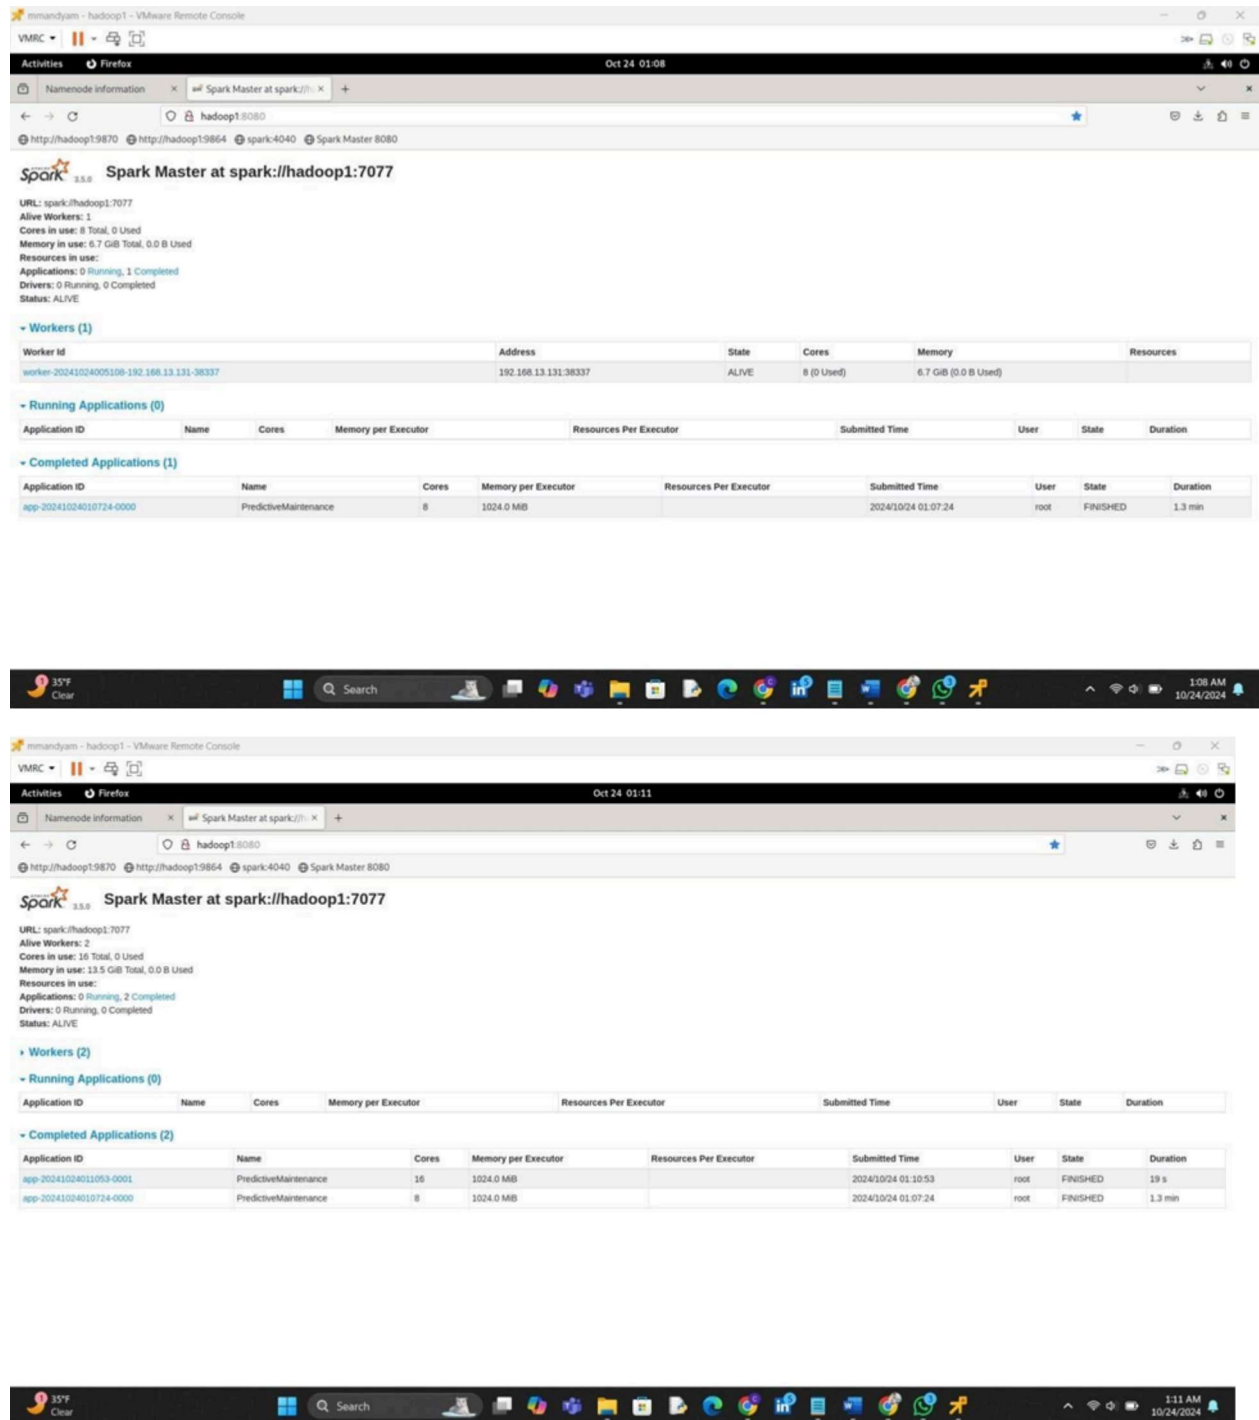 mmandyam - hadoop1 - VMware Remote Console
VMRC
Activities Firefox Oct 24 01:08
Namenode information × Spark Master at spark://h × +
hadoop1:8080
http://hadoop1:9870 http://hadoop1:9864 spark:4040 Spark Master 8080
Spark 3.5.0 Spark Master at spark://hadoop1:7077
URL: spark://hadoop1:7077
Alive Workers: 1
Cores in use: 8 Total, 0 Used
Memory in use: 6.7 GiB Total, 0.0 B Used
Resources in use:
Applications: 0 Running, 1 Completed
Drivers: 0 Running, 0 Completed
Status: ALIVE
Workers (1)
Worker Id Address State Cores Memory Resources
worker-20241024005108-192.168.13.131-38337 192.168.13.131:38337 ALIVE 8 (0 Used) 6.7 GiB (0.0 B Used)
Running Applications (0)
Application ID Name Cores Memory per Executor Resources Per Executor Submitted Time User State Duration
Completed Applications (1)
Application ID Name Cores Memory per Executor Resources Per Executor Submitted Time User State Duration
app-20241024010724-0000 PredictiveMaintenance 8 1024.0 MiB 2024/10/24 01:07:24 root FINISHED 1.3 min
1 35°F Search 1:08 AM
Clear 10/24/2024
mmandyam - hadoop1 - VMware Remote Console
VMRC
Activities Firefox Oct 24 01:11
Namenode information × Spark Master at spark:// × +
hadoop1:8080
http://hadoop1:9870 http://hadoop1:9864 spark:4040 Spark Master 8080
Spark 3.5.0 Spark Master at spark://hadoop1:7077
URL: spark://hadoop1:7077
Alive Workers: 2
Cores in use: 16 Total, 0 Used
Memory in use: 13.5 GiB Total, 0.0 B Used
Resources in use:
Applications: 0 Running, 2 Completed
Drivers: 0 Running, 0 Completed
Status: ALIVE
Workers (2)
Running Applications (0)
Application ID Name Cores Memory per Executor Resources Per Executor Submitted Time User State Duration
Completed Applications (2)
Application ID Name Cores Memory per Executor Resources Per Executor Submitted Time User State Duration
app-20241024011053-0001 PredictiveMaintenance 16 1024.0 MiB 2024/10/24 01:10:53 root FINISHED 19 s
app-20241024010724-0000 PredictiveMaintenance 8 1024.0 MiB 2024/10/24 01:07:24 root FINISHED 1.3 min
1 35°F Search 1:11 AM
Clear 10/24/2024